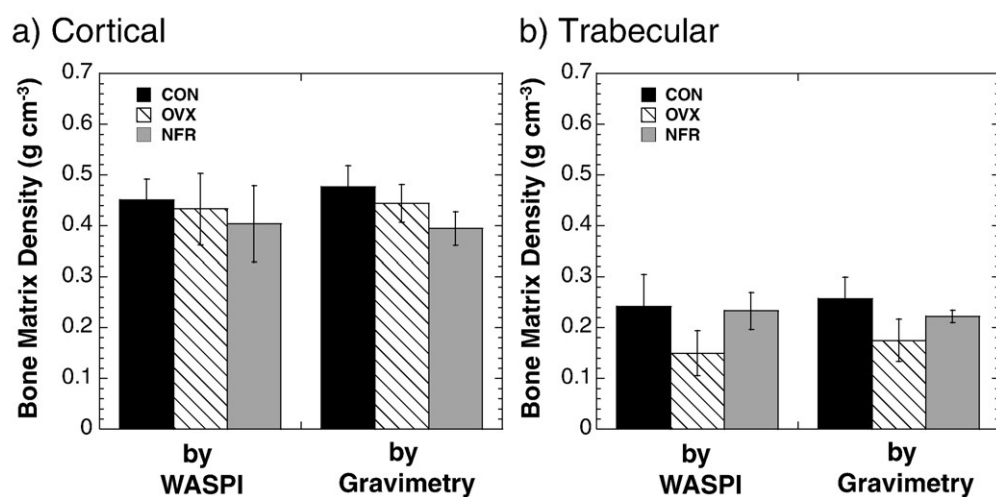 a) Cortical
Bone Matrix Density (g cm⁻³)
0.7
0.6
0.5
0.4
0.3
0.2
0.1
0
CON
OVX
NFR
by
WASPI
by
Gravimetry
b) Trabecular
Bone Matrix Density (g cm⁻³)
0.7
0.6
0.5
0.4
0.3
0.2
0.1
0
CON
OVX
NFR
by
WASPI
by
Gravimetry